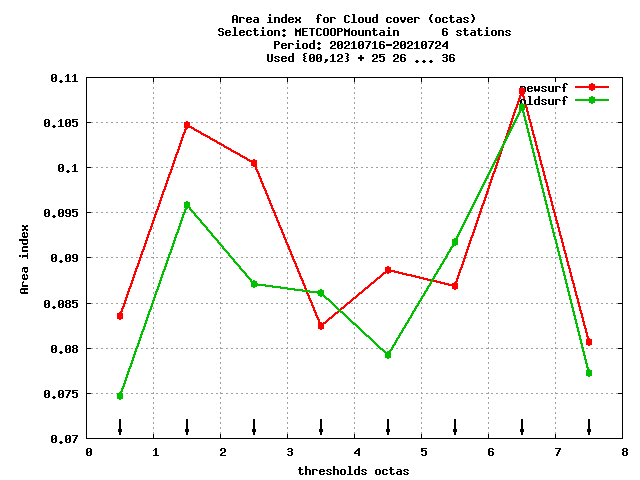 Area index  for Cloud cover (octas)
Selection: METCOOPMountain      6 stations
Period: 20210716-20210724
Used {00,12} + 25 26 ... 36
newsurf
oldsurf
0.11
0.105
0.1
0.095
0.09
0.085
0.08
0.075
0.07
Area index
0 1 2 3 4 5 6 7 8
thresholds octas